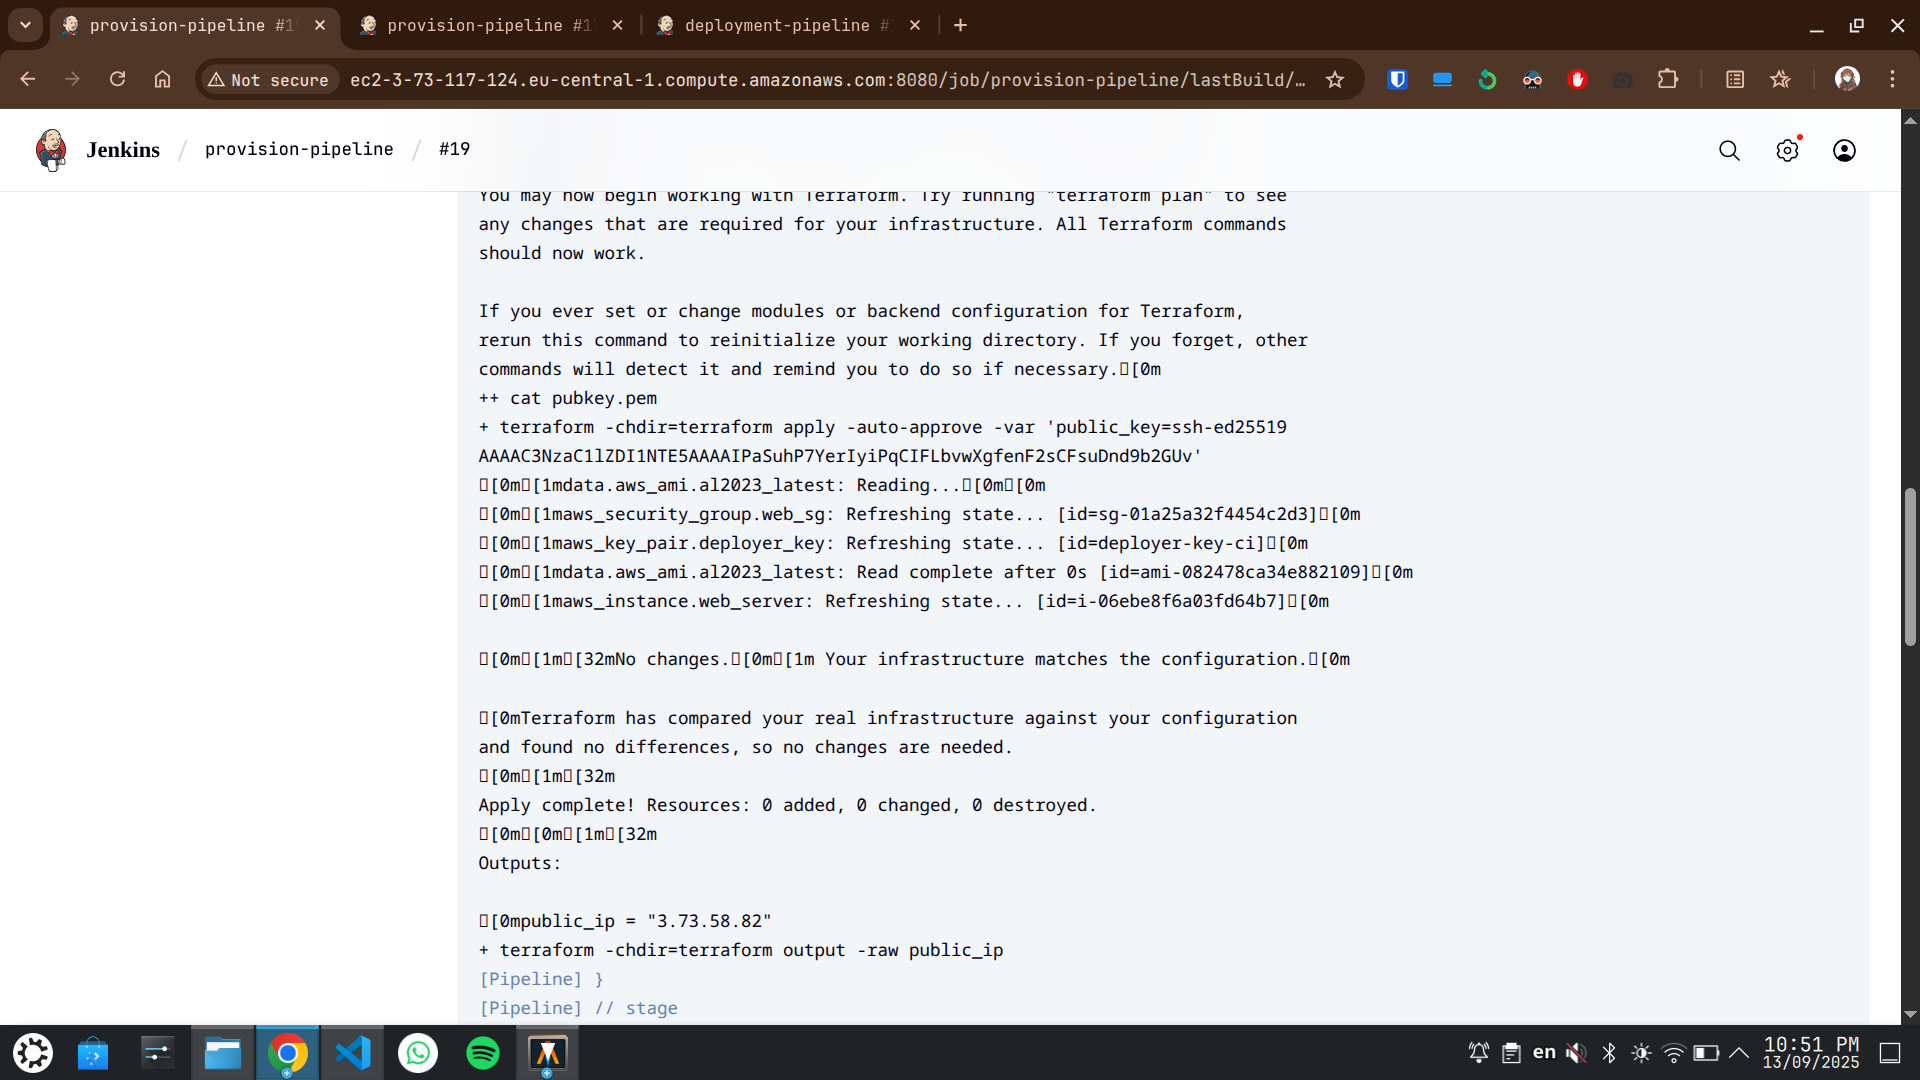 provision-pipeline #1
provision-pipeline #1
deployment-pipeline #
Not secure
ec2-3-73-117-124.eu-central-1.compute.amazonaws.com:8080/job/provision-pipeline/lastBuild/…
Jenkins / provision-pipeline / #19
You may now begin working with Terraform. Try running "terraform plan" to see
any changes that are required for your infrastructure. All Terraform commands
should now work.
If you ever set or change modules or backend configuration for Terraform,
rerun this command to reinitialize your working directory. If you forget, other
commands will detect it and remind you to do so if necessary.▯[0m
++ cat pubkey.pem
+ terraform -chdir=terraform apply -auto-approve -var 'public_key=ssh-ed25519
AAAAC3NzaC1lZDI1NTE5AAAAIPaSuhP7YerIyiPqCIFLbvwXgfenF2sCFsuDnd9b2GUv'
▯[0m▯[1mdata.aws_ami.al2023_latest: Reading...▯[0m▯[0m
▯[0m▯[1maws_security_group.web_sg: Refreshing state... [id=sg-01a25a32f4454c2d3]▯[0m
▯[0m▯[1maws_key_pair.deployer_key: Refreshing state... [id=deployer-key-ci]▯[0m
▯[0m▯[1mdata.aws_ami.al2023_latest: Read complete after 0s [id=ami-082478ca34e882109]▯[0m
▯[0m▯[1maws_instance.web_server: Refreshing state... [id=i-06ebe8f6a03fd64b7]▯[0m
▯[0m▯[1m▯[32mNo changes.▯[0m▯[1m Your infrastructure matches the configuration.▯[0m
▯[0mTerraform has compared your real infrastructure against your configuration
and found no differences, so no changes are needed.
▯[0m▯[1m▯[32m
Apply complete! Resources: 0 added, 0 changed, 0 destroyed.
▯[0m▯[0m▯[1m▯[32m
Outputs:
▯[0mpublic_ip = "3.73.58.82"
+ terraform -chdir=terraform output -raw public_ip
[Pipeline] }
[Pipeline] // stage
en
10:51 PM
13/09/2025